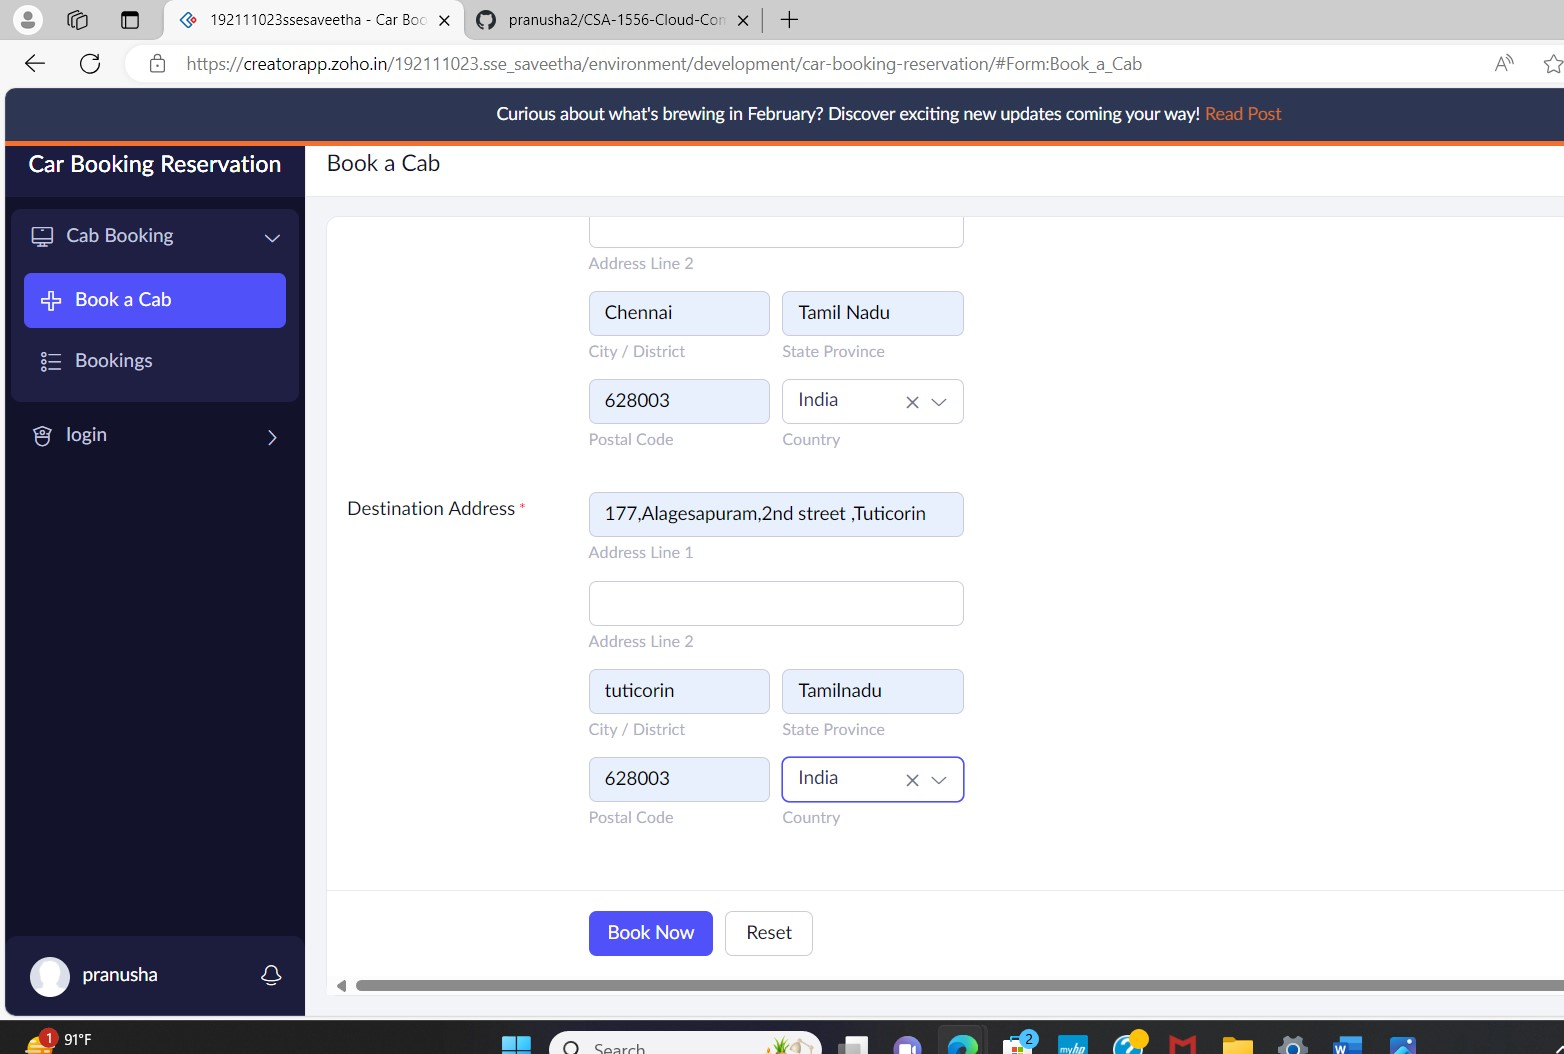 192111023ssesaveetha - Car Boo
pranusha2/CSA-1556-Cloud-Com
https://creatorapp.zoho.in/192111023.sse_saveetha/environment/development/car-booking-reservation/#Form:Book_a_Cab
Curious about what's brewing in February? Discover exciting new updates coming your way! Read Post
Car Booking Reservation
Book a Cab
Cab Booking
Book a Cab
Bookings
login
Address Line 2
Chennai
Tamil Nadu
City / District
State Province
628003
India
Postal Code
Country
Destination Address *
177,Alagesapuram,2nd street ,Tuticorin
Address Line 1
Address Line 2
tuticorin
Tamilnadu
City / District
State Province
628003
India
Postal Code
Country
Book Now
Reset
pranusha
1
91°F
Search
2
myhp
W